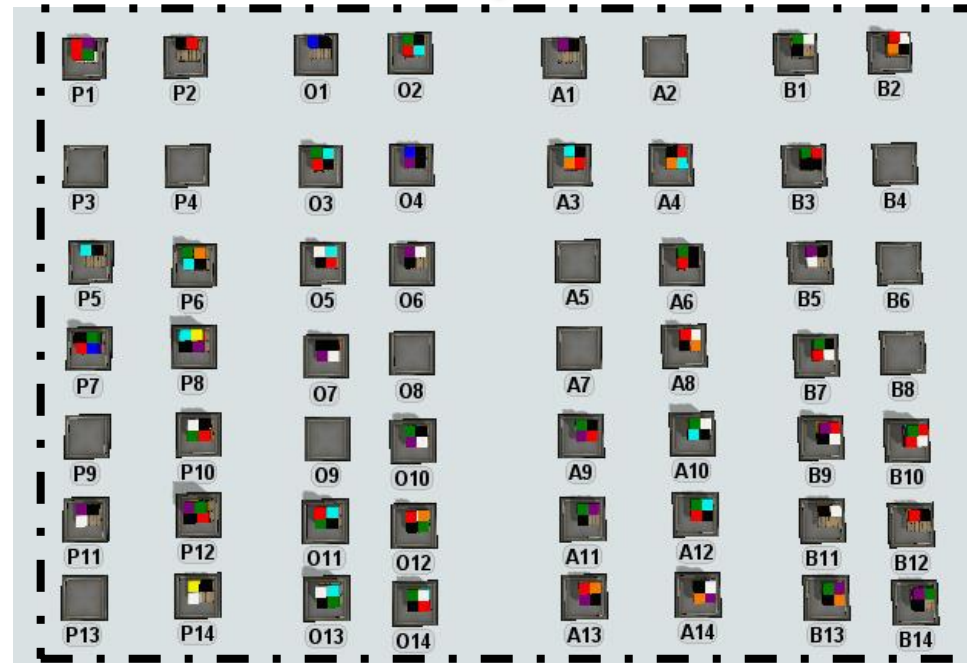 P1 P2 O1 O2 A1 A2 B1 B2
P3 P4 O3 O4 A3 A4 B3 B4
P5 P6 O5 O6 A5 A6 B5 B6
P7 P8 O7 O8 A7 A8 B7 B8
P9 P10 O9 O10 A9 A10 B9 B10
P11 P12 O11 O12 A11 A12 B11 B12
P13 P14 O13 O14 A13 A14 B13 B14